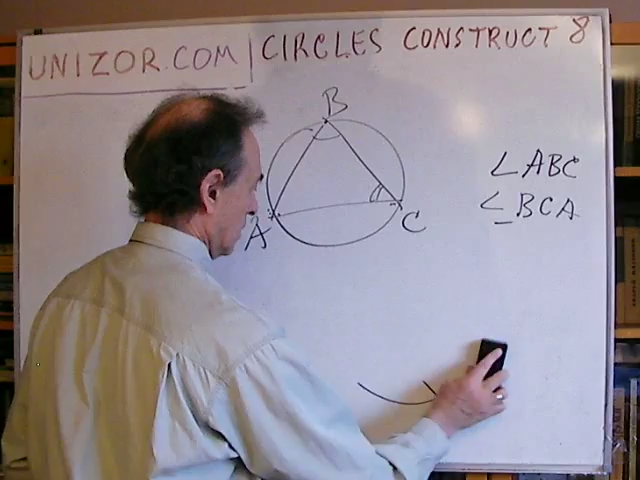 UNIZOR.COM | CIRCLES CONSTRUCT 8
B
A
C
∠ABC
∠BCA